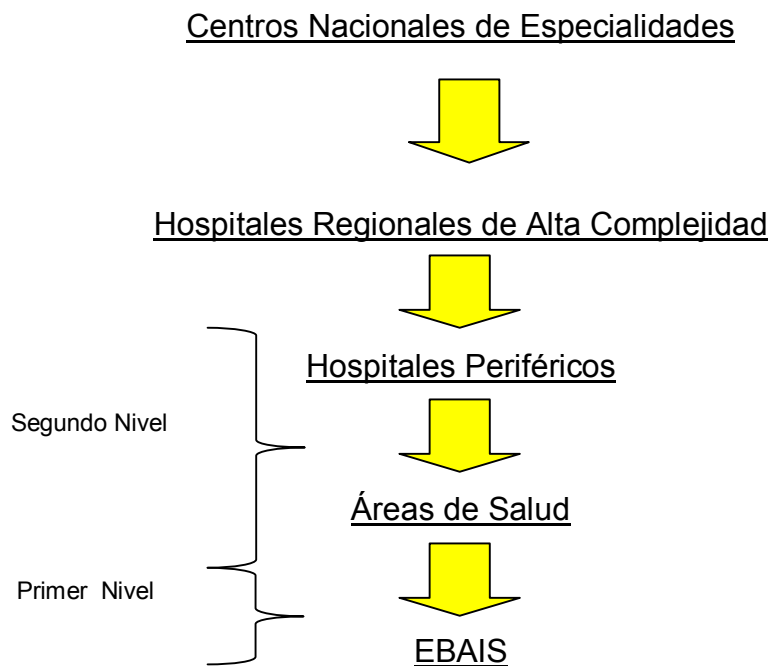 Centros Nacionales de Especialidades
Hospitales Regionales de Alta Complejidad
Hospitales Periféricos
Segundo Nivel
Áreas de Salud
Primer Nivel
EBAIS